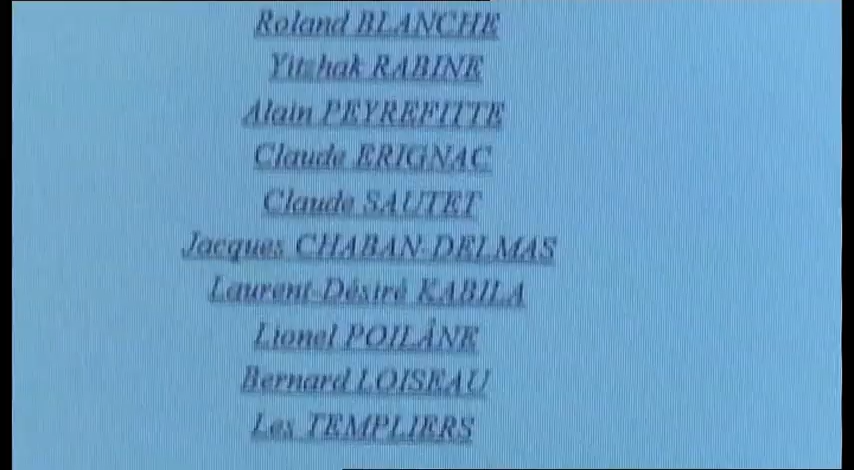 Roland BLANCHE
Yitzhak RABINE
Alain PEYREFITTE
Claude ERIGNAC
Claude SAUTET
Jacques CHABAN-DELMAS
Laurent-Désiré KABILA
Lionel POILÂNE
Bernard LOISEAU
Les TEMPLIERS